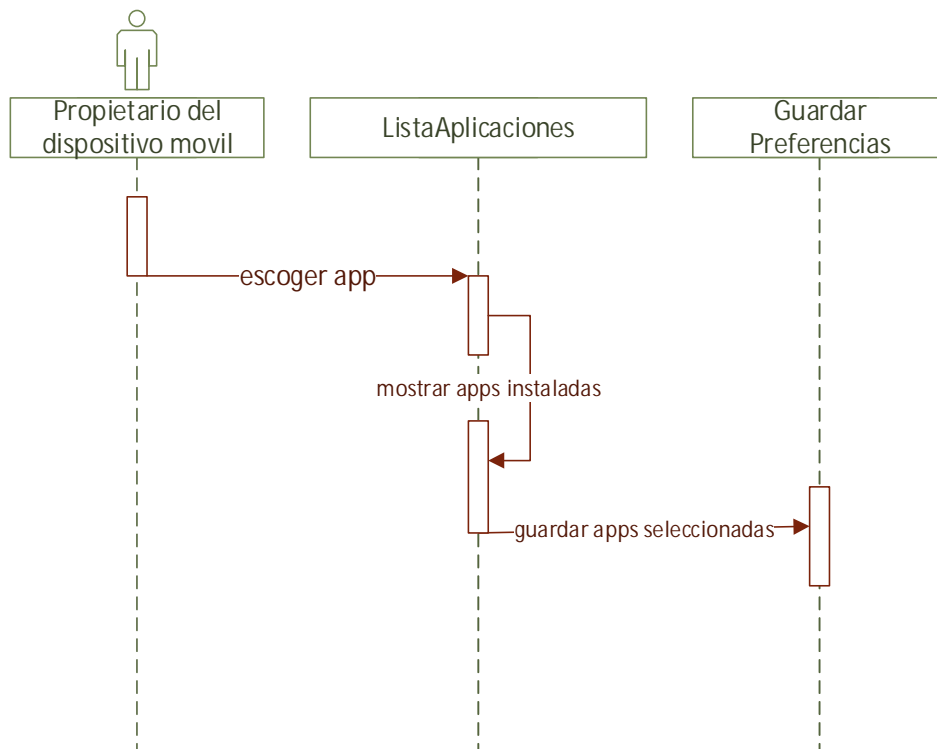 Propietario del
dispositivo movil
ListaAplicaciones
Guardar
Preferencias
escoger app
mostrar apps instaladas
guardar apps seleccionadas